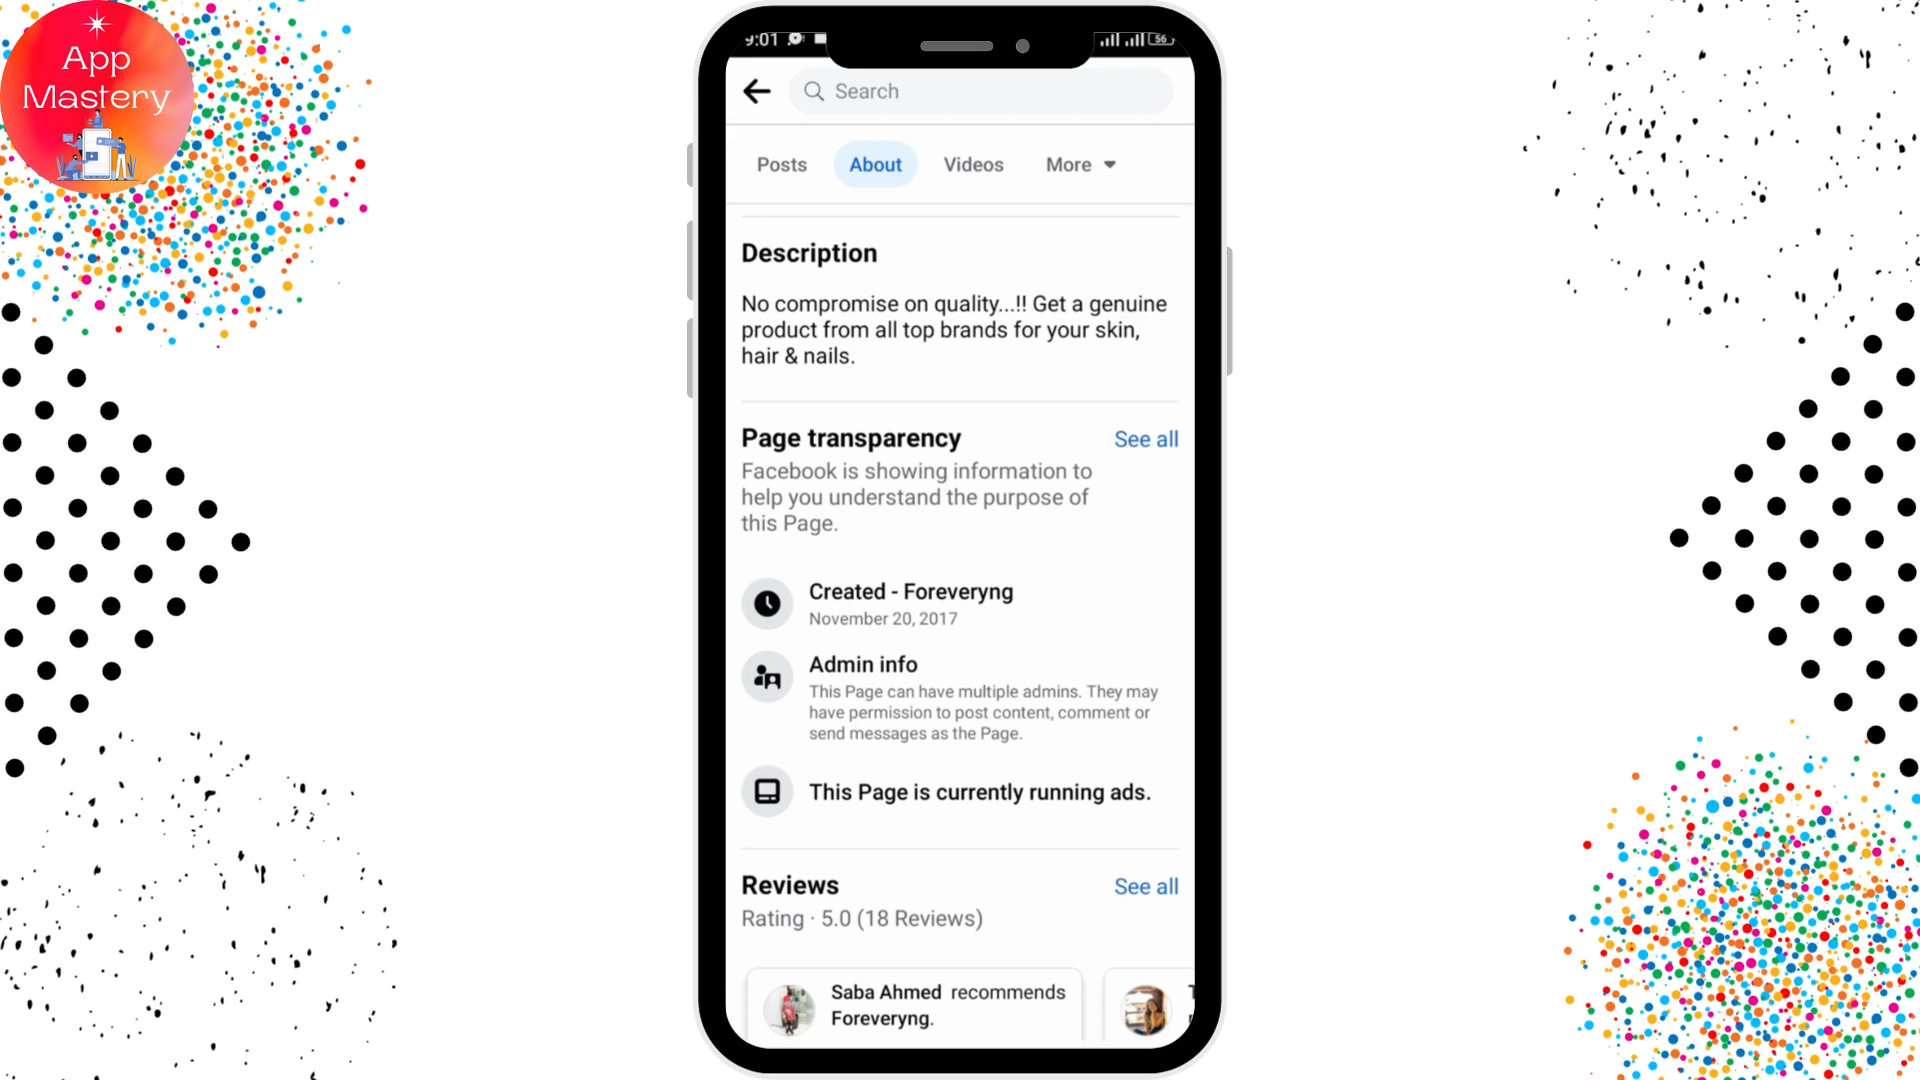 App
Mastery
9:01
56
Search
Posts
About
Videos
More
Description
No compromise on quality...!! Get a genuine
product from all top brands for your skin,
hair & nails.
Page transparency
See all
Facebook is showing information to
help you understand the purpose of
this Page.
Created - Foreveryng
November 20, 2017
Admin info
This Page can have multiple admins. They may
have permission to post content, comment or
send messages as the Page.
This Page is currently running ads.
Reviews
See all
Rating · 5.0 (18 Reviews)
Saba Ahmed recommends
Foreveryng.